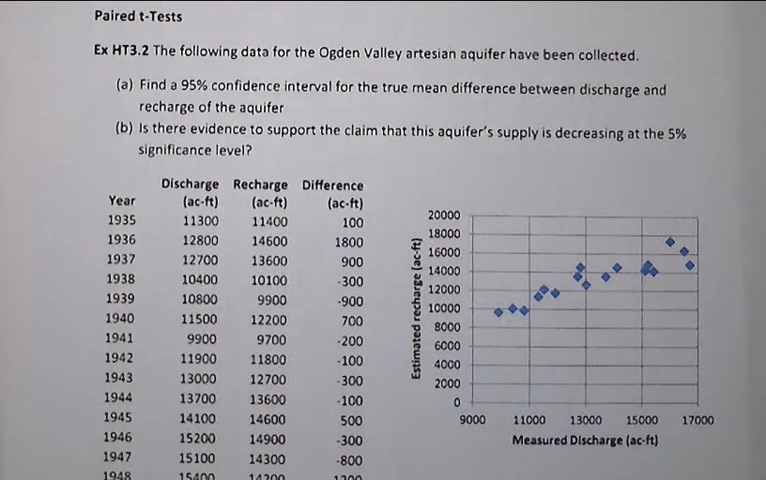 Paired t-Tests
Ex HT3.2 The following data for the Ogden Valley artesian aquifer have been collected.
(a) Find a 95% confidence interval for the true mean difference between discharge and
recharge of the aquifer
(b) Is there evidence to support the claim that this aquifer's supply is decreasing at the 5%
significance level?
Discharge Recharge Difference
Year (ac-ft) (ac-ft) (ac-ft)
1935 11300 11400 100
1936 12800 14600 1800
1937 12700 13600 900
1938 10400 10100 -300
1939 10800 9900 -900
1940 11500 12200 700
1941 9900 9700 -200
1942 11900 11800 -100
1943 13000 12700 -300
1944 13700 13600 -100
1945 14100 14600 500
1946 15200 14900 -300
1947 15100 14300 -800
1948 15400 14200 1200
Estimated recharge (ac-ft)
20000
18000
16000
14000
12000
10000
8000
6000
4000
2000
0
9000 11000 13000 15000 17000
Measured Discharge (ac-ft)